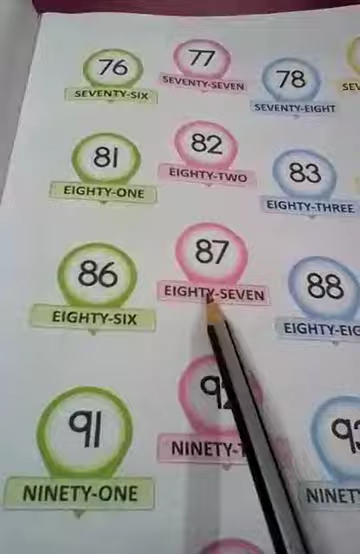 76 77 78
SEVENTY-SIX SEVENTY-SEVEN SEVENTY-EIGHT
81 82 83
EIGHTY-ONE EIGHTY-TWO EIGHTY-THREE
86 87 88
EIGHTY-SIX EIGHTY-SEVEN
91
NINETY-ONE